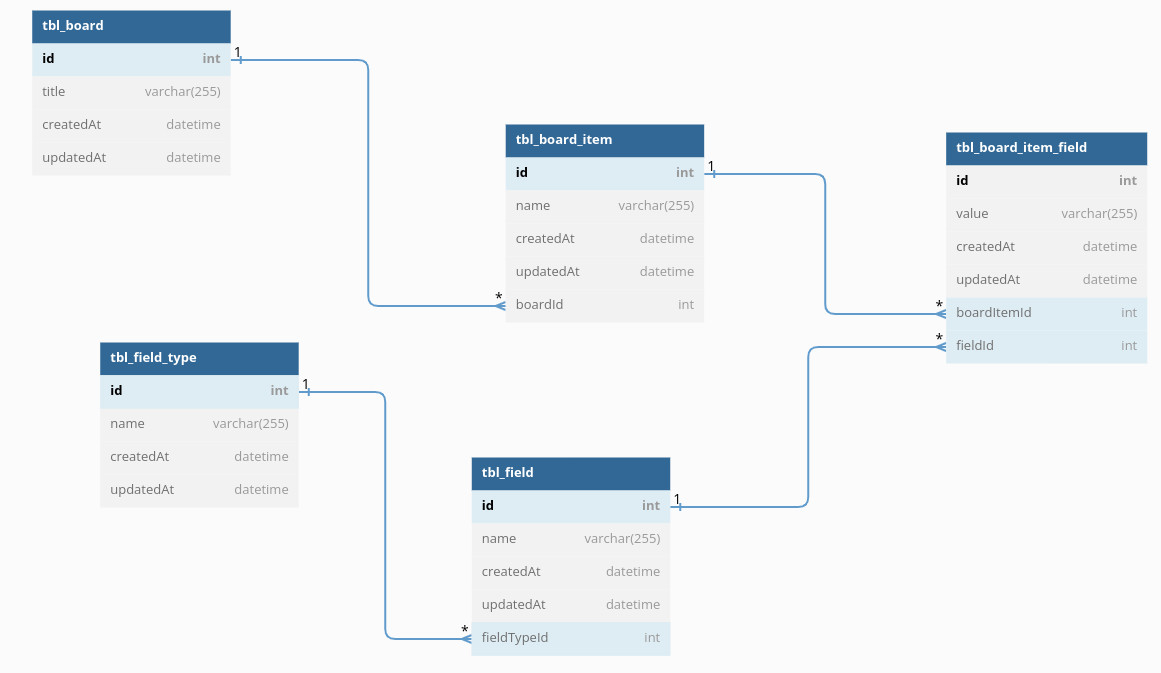 tbl_board
id int
title varchar(255)
createdAt datetime
updatedAt datetime
1
tbl_board_item
id int
name varchar(255)
createdAt datetime
updatedAt datetime
boardId int
1
*
tbl_board_item_field
id int
value varchar(255)
createdAt datetime
updatedAt datetime
boardItemId int
fieldId int
*
*
tbl_field_type
id int
name varchar(255)
createdAt datetime
updatedAt datetime
1
tbl_field
id int
name varchar(255)
createdAt datetime
updatedAt datetime
fieldTypeId int
1
*